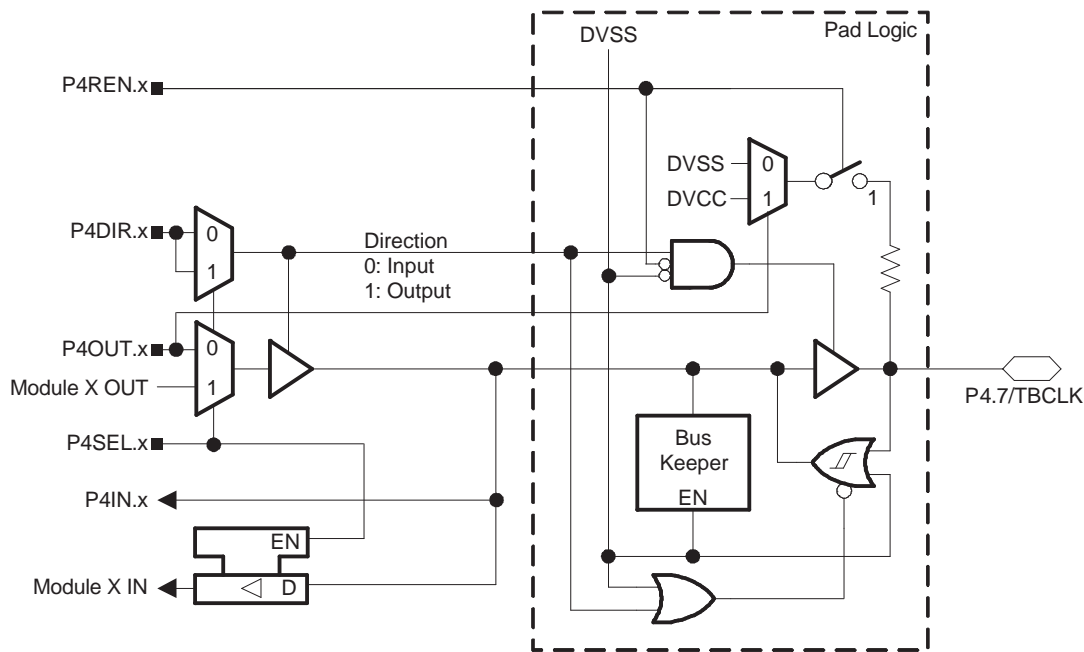 Pad Logic
DVSS
P4REN.x
DVSS
0
DVCC
1
1
P4DIR.x
0
1
Direction
0: Input
1: Output
P4OUT.x
0
Module X OUT
1
P4.7/TBCLK
P4SEL.x
Bus
Keeper
EN
P4IN.x
EN
Module X IN
D